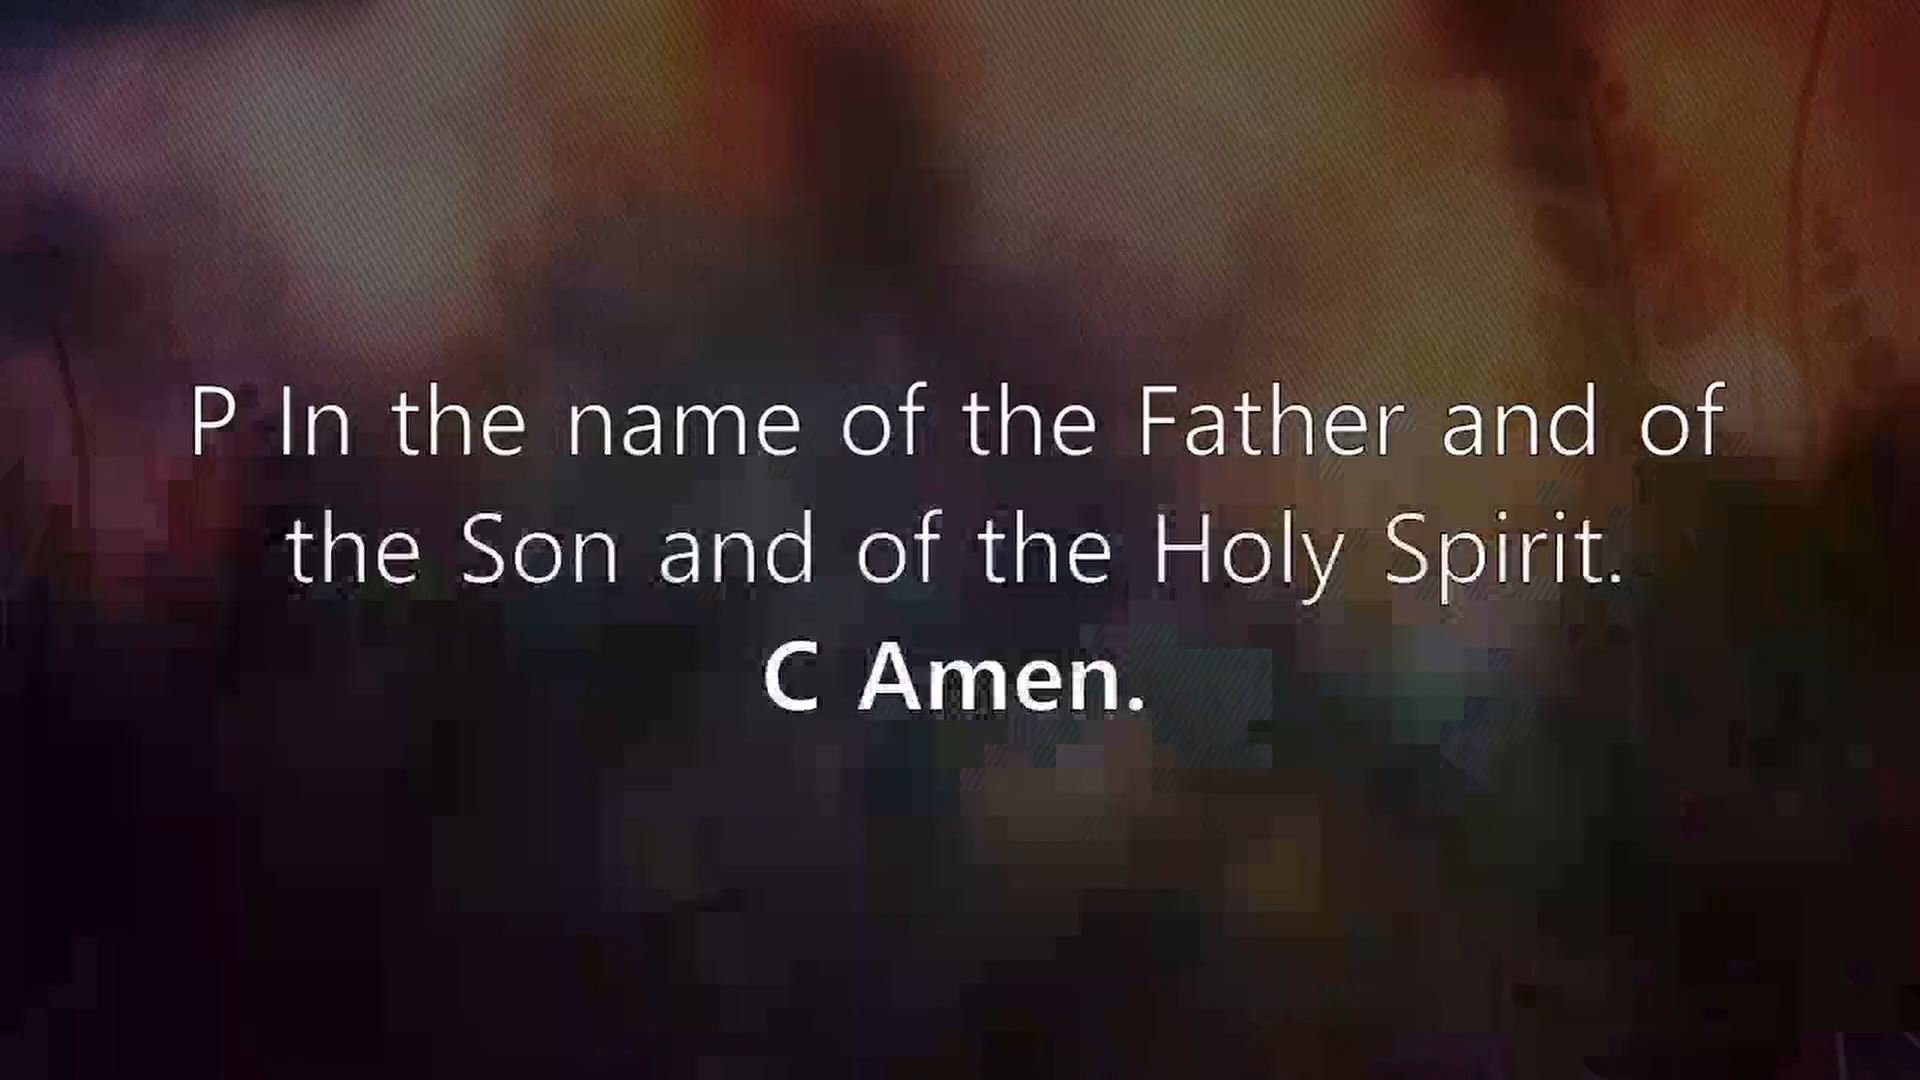 P In the name of the Father and of
the Son and of the Holy Spirit.
C Amen.